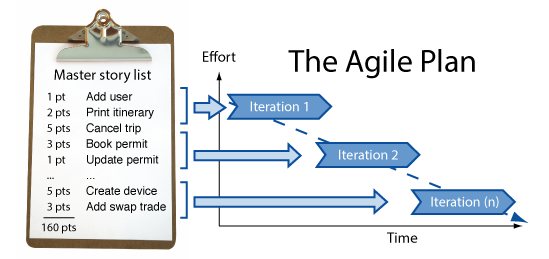 The Agile Plan
Master story list
1 pt Add user
2 pts Print itinerary
5 pts Cancel trip
3 pts Book permit
1 pt Update permit
... ...
5 pts Create device
3 pts Add swap trade
160 pts
Effort
Iteration 1
Iteration 2
Iteration (n)
Time